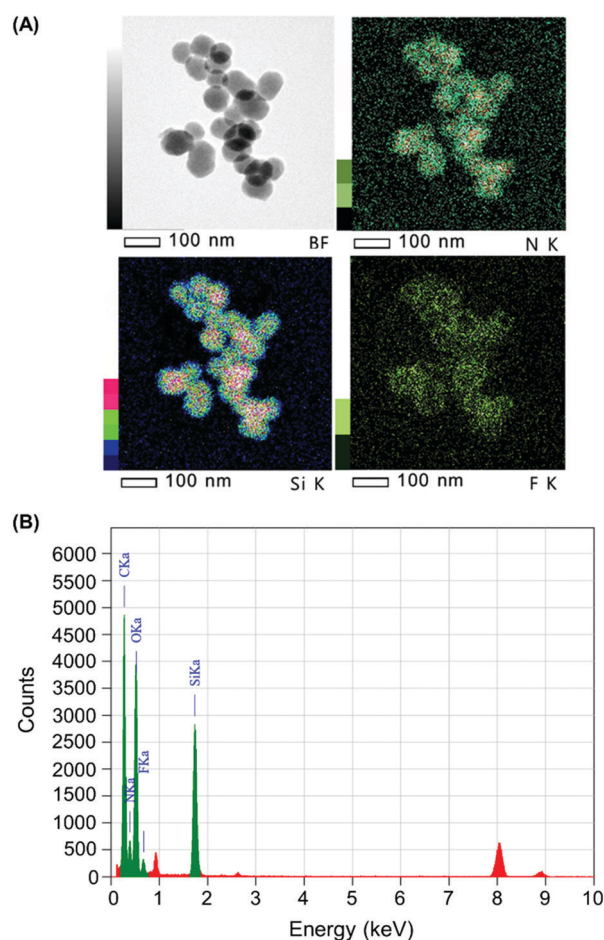 (A)
100 nm BF
100 nm N K
100 nm Si K
100 nm F K
(B)
6000
5500
5000
4500
4000
3500
3000
2500
2000
1500
1000
500
0
Counts
CKa
OKa
NKa
FKa
SiKa
0 1 2 3 4 5 6 7 8 9 10
Energy (keV)